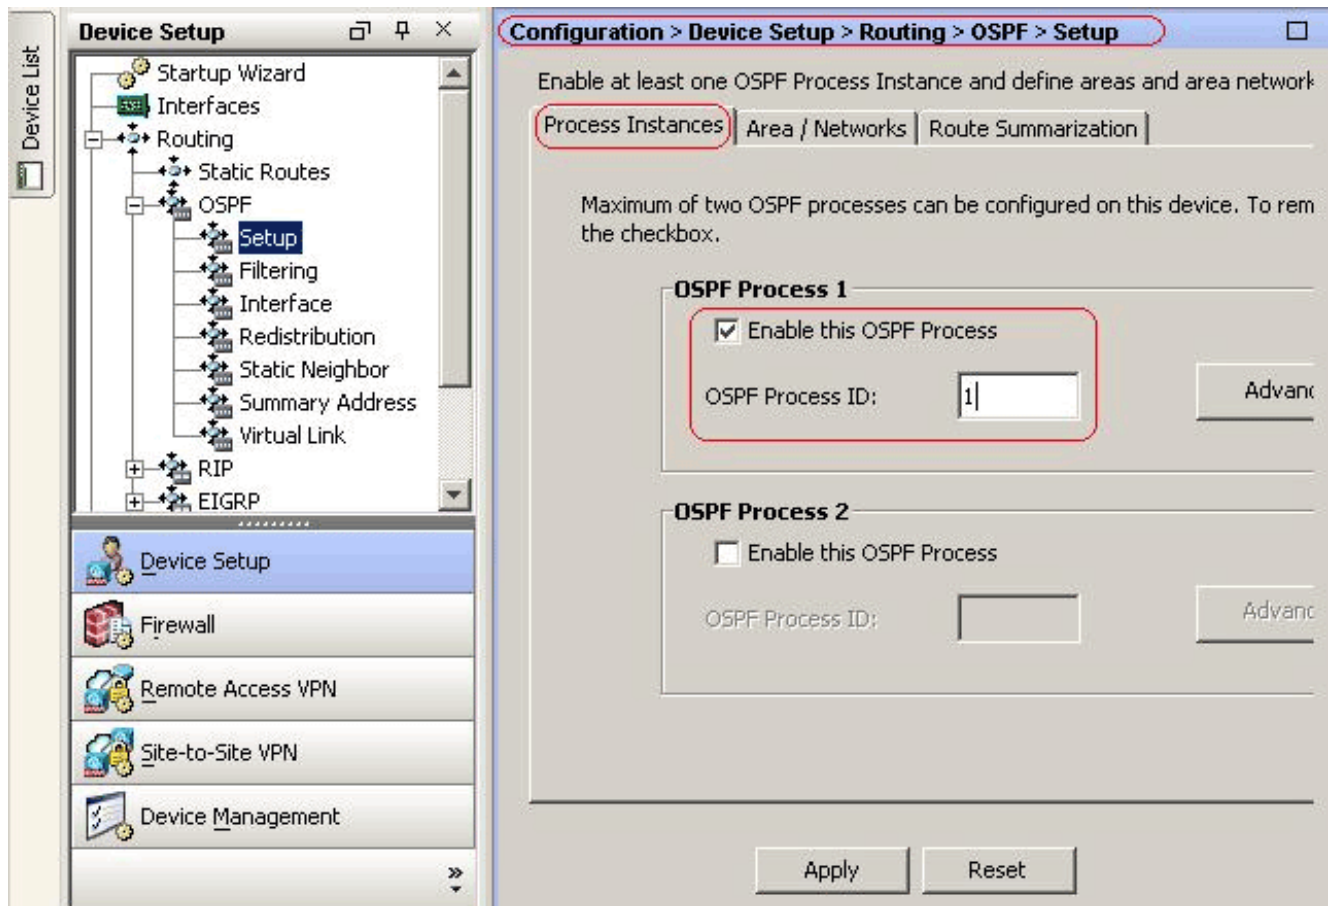 Device List
Device Setup
Startup Wizard
Interfaces
Routing
Static Routes
OSPF
Setup
Filtering
Interface
Redistribution
Static Neighbor
Summary Address
Virtual Link
RIP
EIGRP
Device Setup
Firewall
Remote Access VPN
Site-to-Site VPN
Device Management
Configuration > Device Setup > Routing > OSPF > Setup
Enable at least one OSPF Process Instance and define areas and area network
Process Instances
Area / Networks
Route Summarization
Maximum of two OSPF processes can be configured on this device. To rem
the checkbox.
OSPF Process 1
Enable this OSPF Process
OSPF Process ID:
1
Advanc
OSPF Process 2
Enable this OSPF Process
OSPF Process ID:
Advanc
Apply
Reset